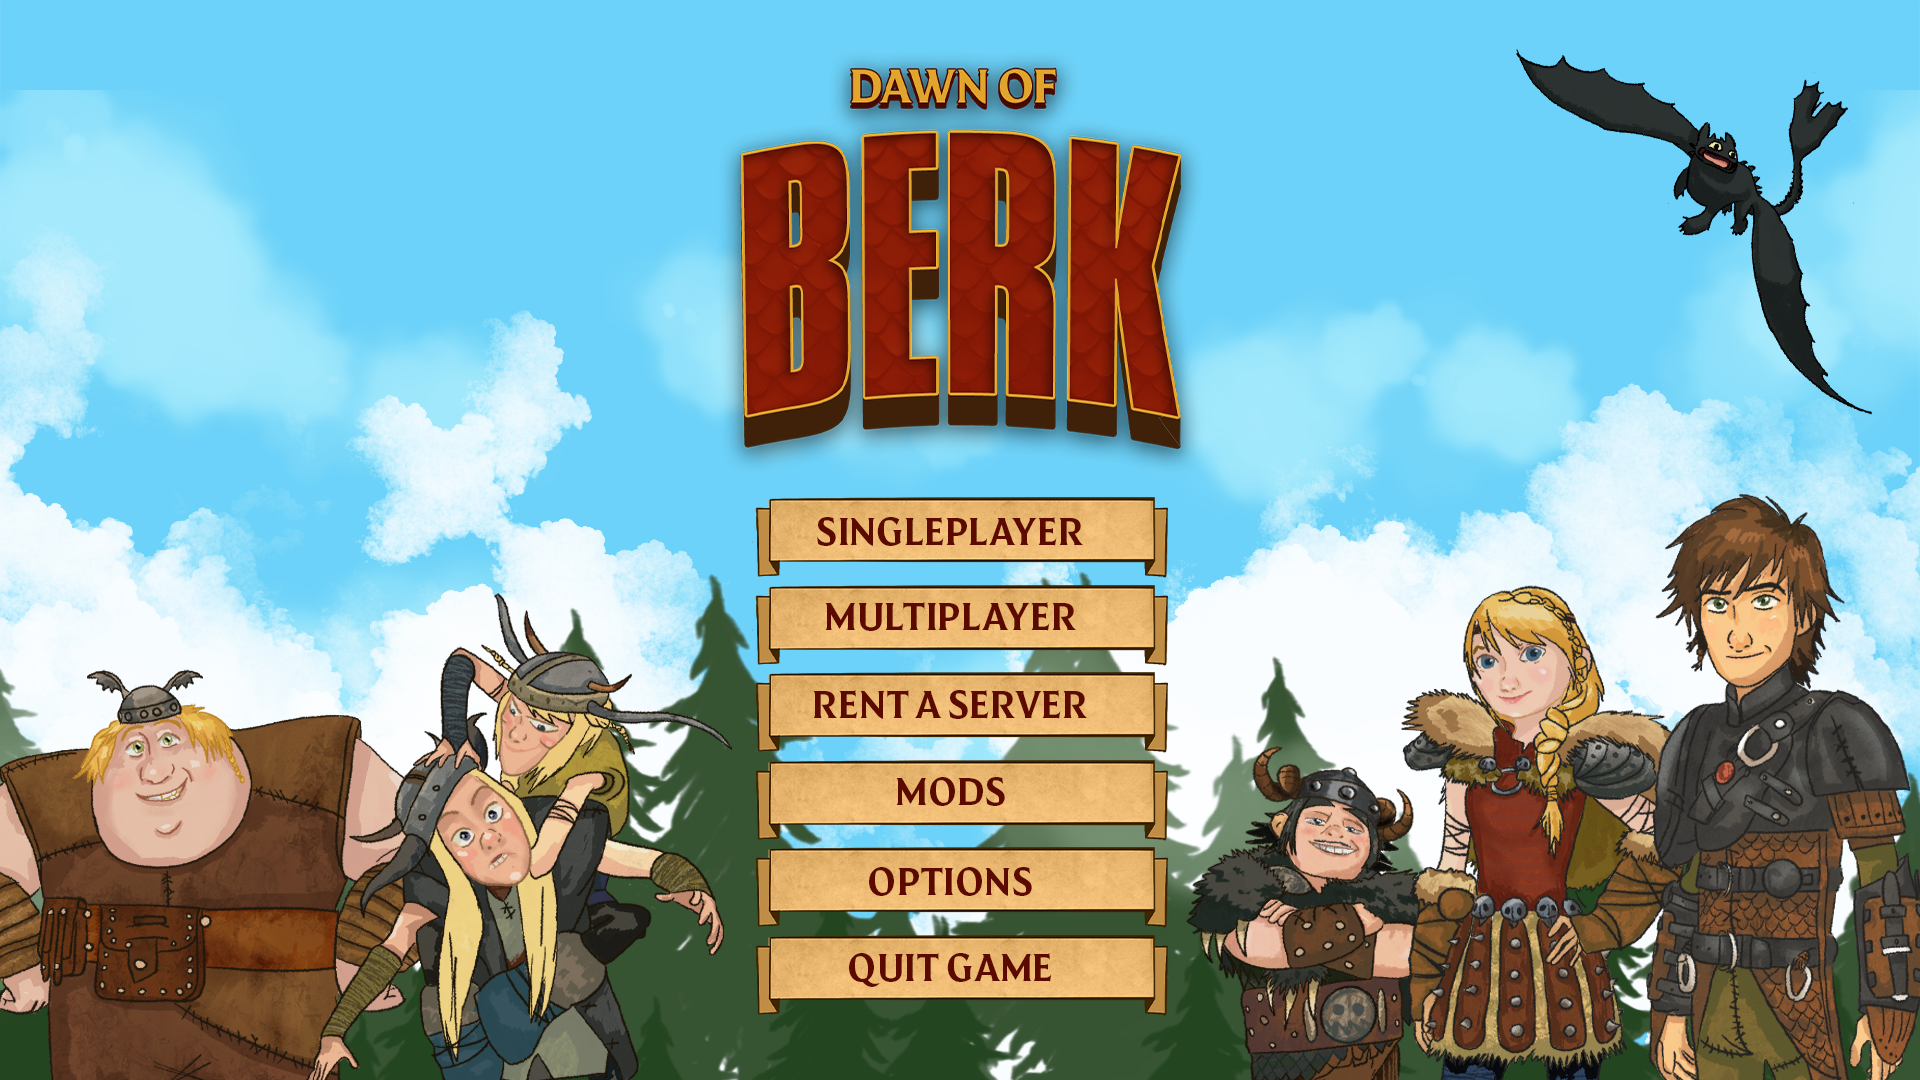 DAWN OF
BERK
SINGLEPLAYER
MULTIPLAYER
RENT A SERVER
MODS
OPTIONS
QUIT GAME